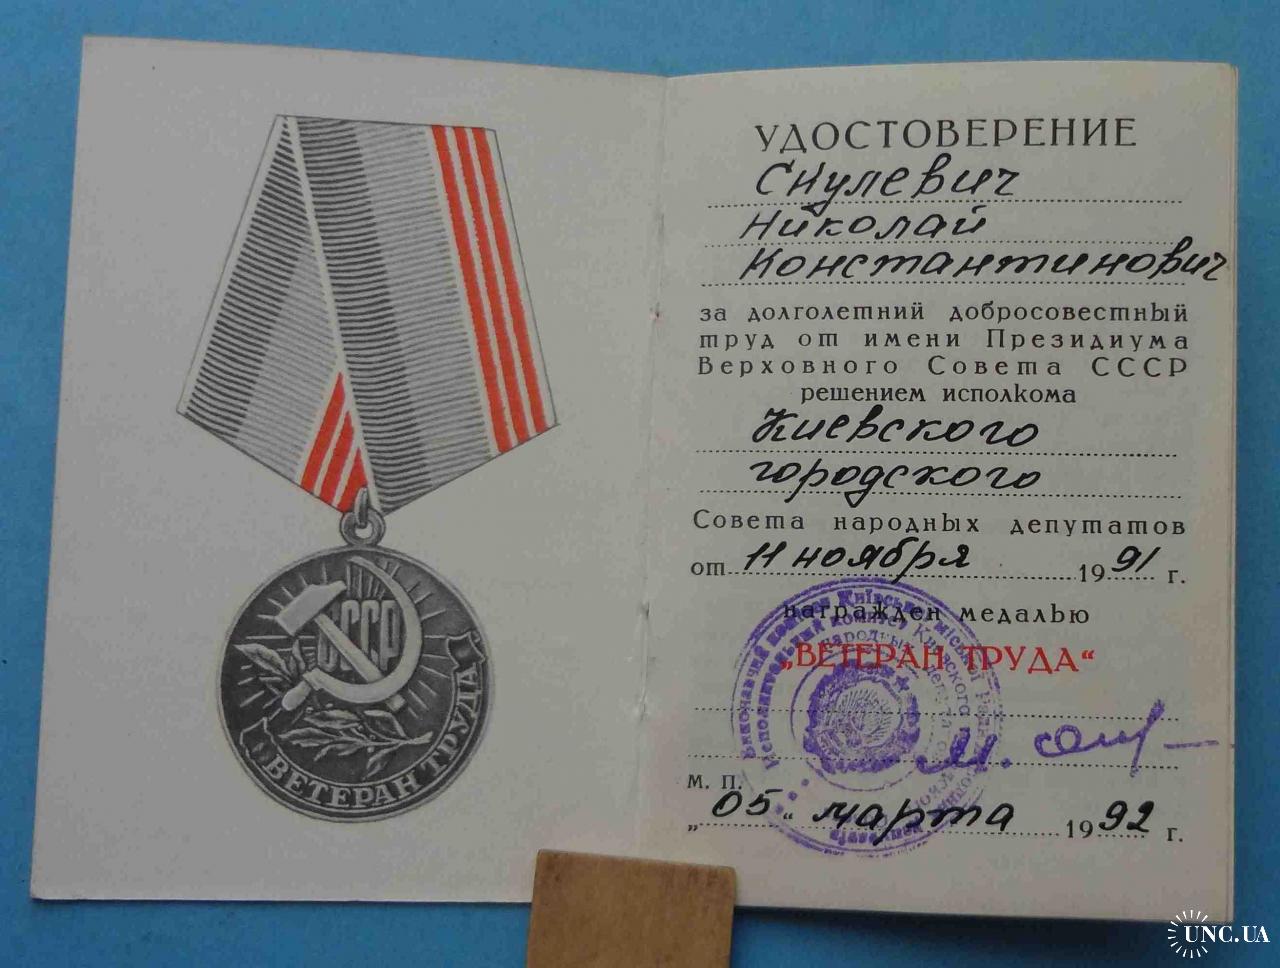 СССР
ВЕТЕРАН ТРУДА
УДОСТОВЕРЕНИЕ
Скулевич
Николай
Константинович
за долголетний добросовестный
труд от имени Президиума
Верховного Совета СССР
решением исполкома
Киевского
городского
Совета народных депутатов
от 11 ноября 1991 г.
награжден медалью
„ВЕТЕРАН ТРУДА“
М. П.
„05“ марта 1992 г.
UNC.UA